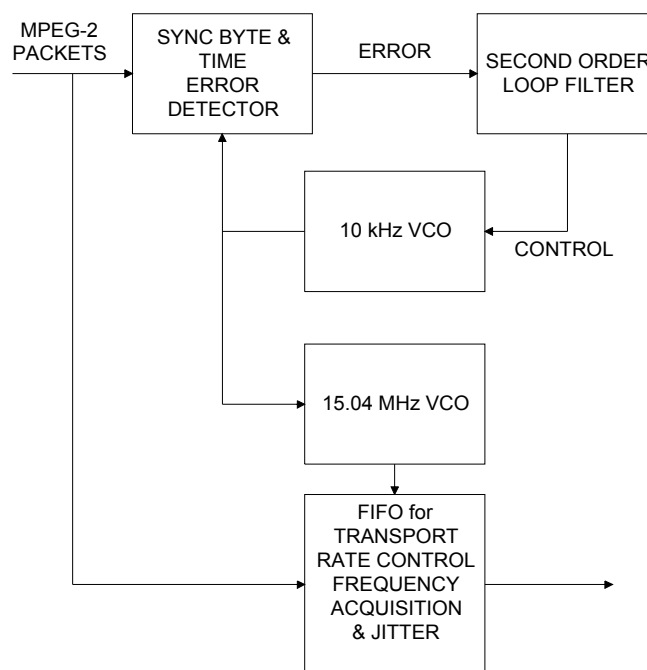 MPEG-2
PACKETS
SYNC BYTE &
TIME
ERROR
DETECTOR
ERROR
SECOND ORDER
LOOP FILTER
10 kHz VCO
CONTROL
15.04 MHz VCO
FIFO for
TRANSPORT
RATE CONTROL
FREQUENCY
ACQUISITION
& JITTER